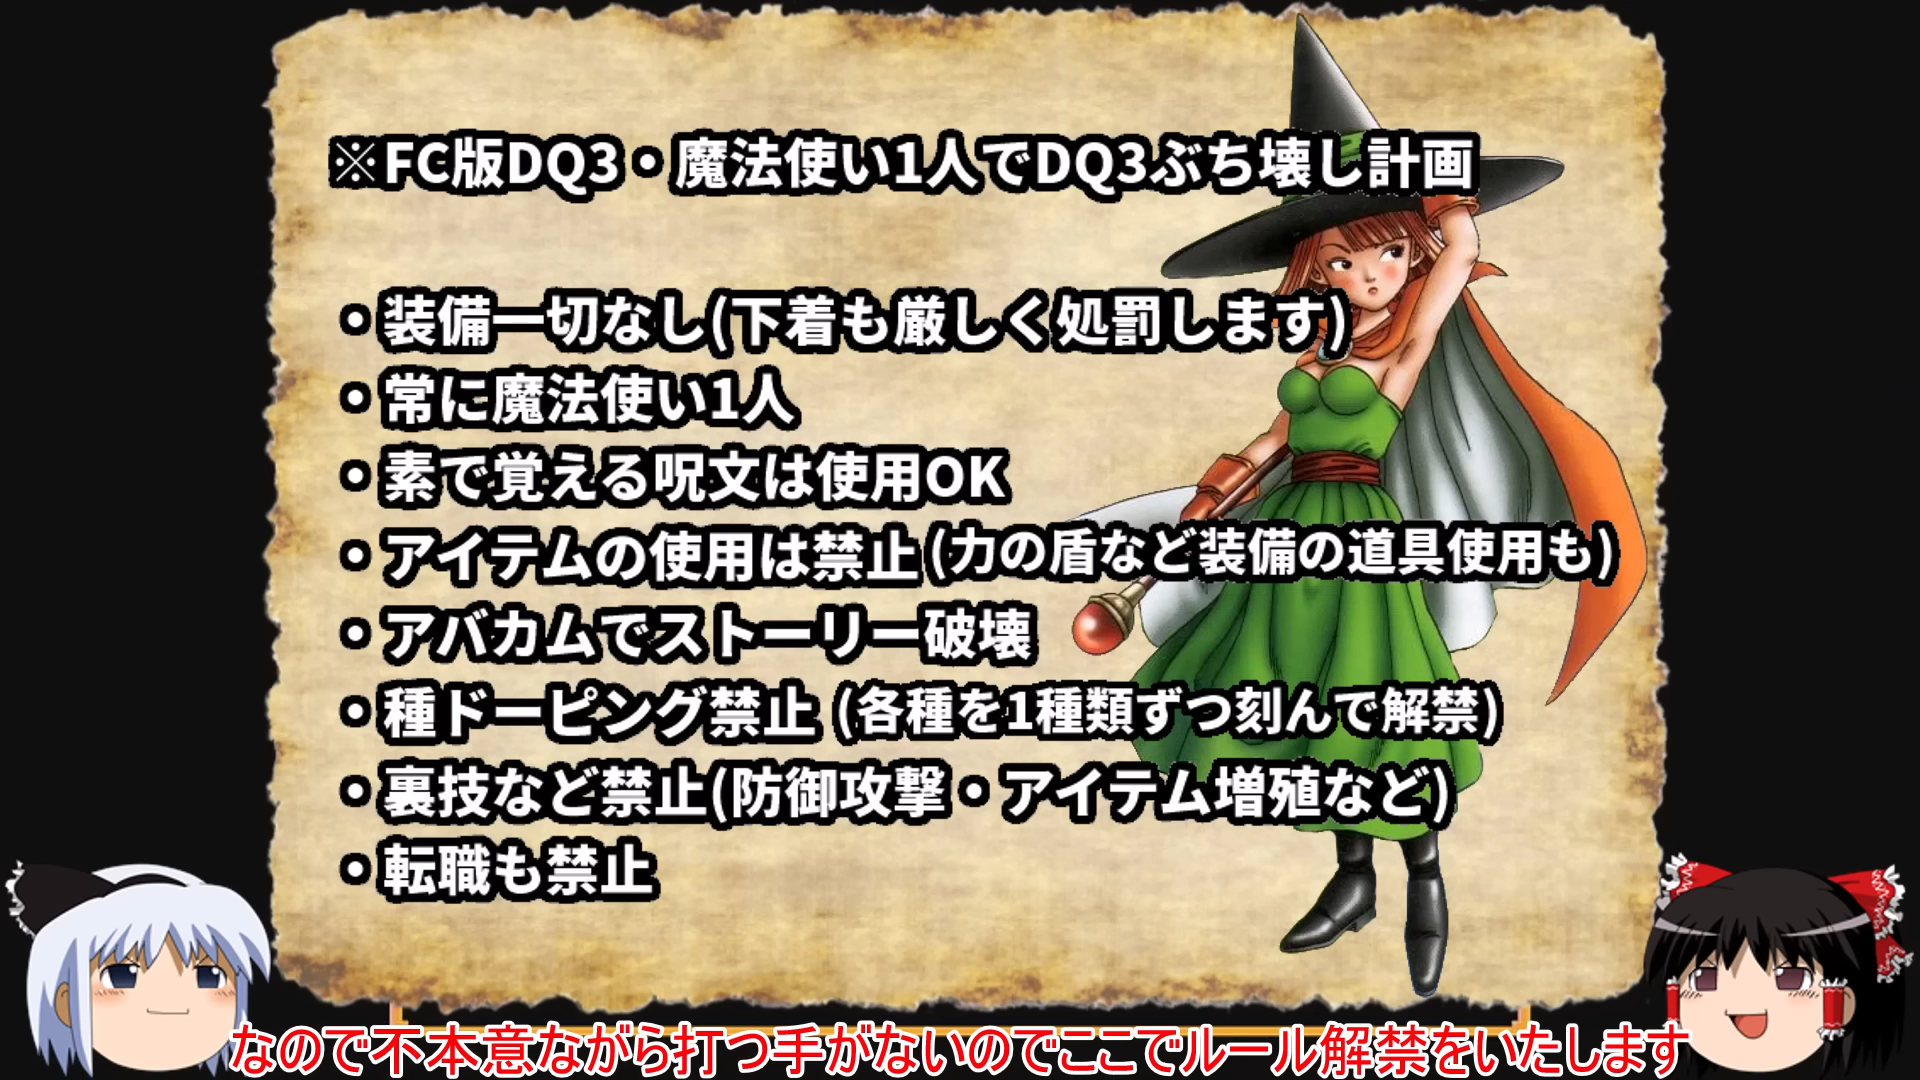 ※FC版DQ3・魔法使い1人でDQ3ぶち壊し計画
・装備一切なし(下着も厳しく処罰します)
・常に魔法使い1人
・素で覚える呪文は使用OK
・アイテムの使用は禁止(力の盾など装備の道具使用も)
・アバカムでストーリー破壊
・種ドーピング禁止(各種を1種類ずつ刻んで解禁)
・裏技など禁止(防御攻撃・アイテム増殖など)
・転職も禁止
なので不本意ながら打つ手がないのでここでルール解禁をいたします